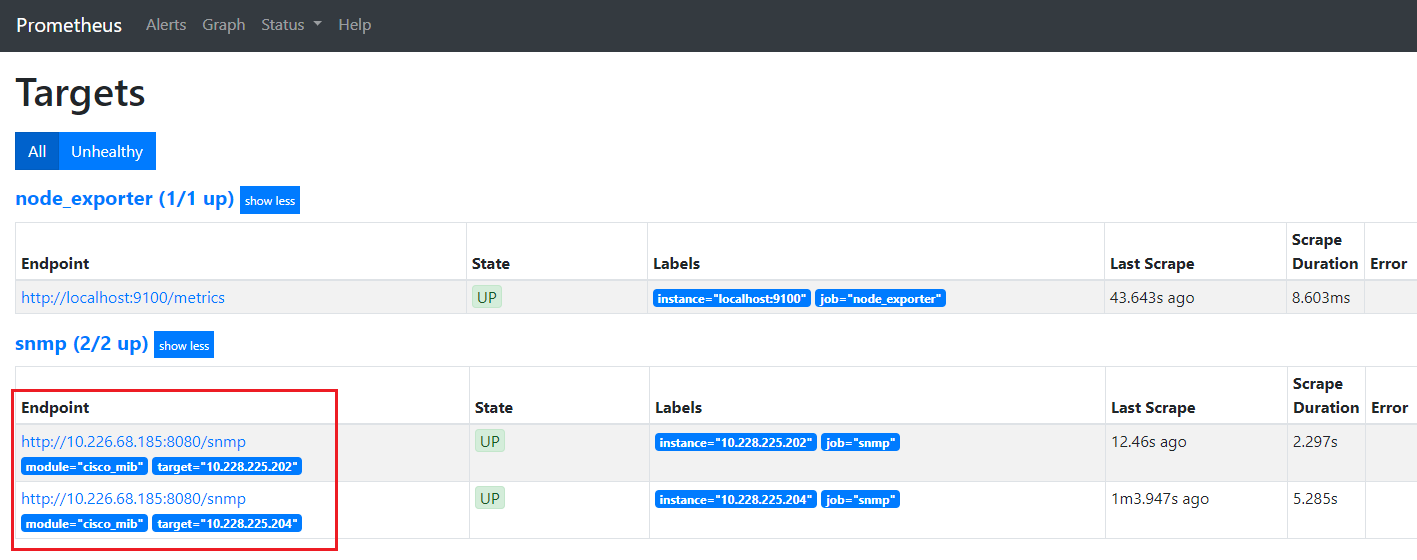 Prometheus Alerts Graph Status Help
Targets
All Unhealthy
node_exporter (1/1 up) show less
Endpoint State Labels Last Scrape Scrape Duration Error
http://localhost:9100/metrics UP instance="localhost:9100" job="node_exporter" 43.643s ago 8.603ms
snmp (2/2 up) show less
Endpoint State Labels Last Scrape Scrape Duration Error
http://10.226.68.185:8080/snmp UP instance="10.228.225.202" job="snmp" 12.46s ago 2.297s
module="cisco_mib" target="10.228.225.202"
http://10.226.68.185:8080/snmp UP instance="10.228.225.204" job="snmp" 1m3.947s ago 5.285s
module="cisco_mib" target="10.228.225.204"